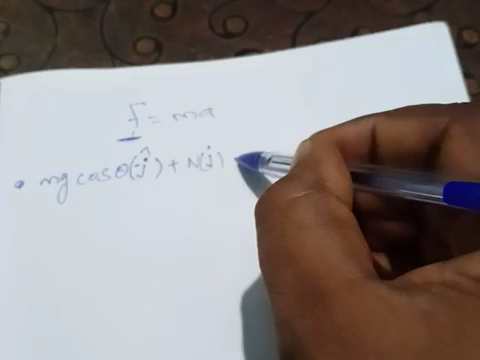 f = ma
• mg cosθ(-ĵ) + N(ĵ)